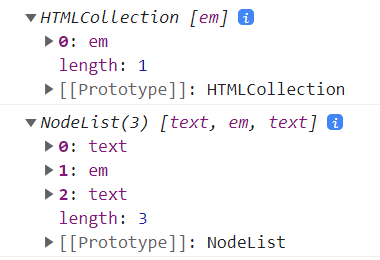 HTMLCollection [em] i
0: em
length: 1
[[Prototype]]: HTMLCollection
NodeList(3) [text, em, text] i
0: text
1: em
2: text
length: 3
[[Prototype]]: NodeList